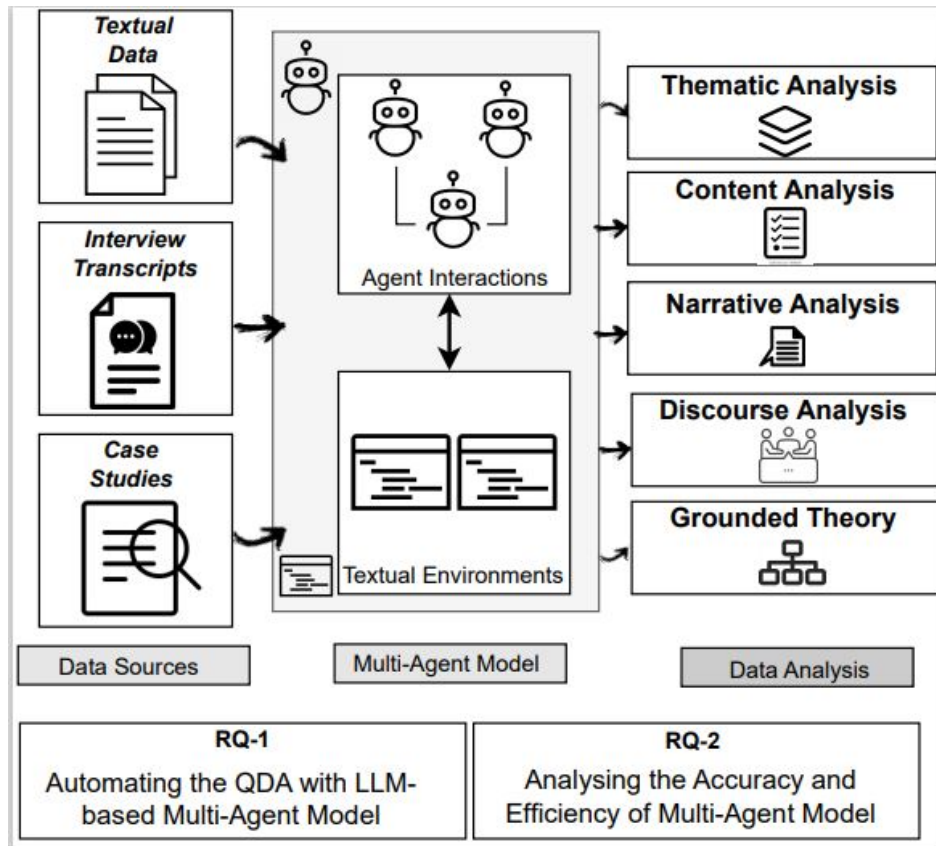 Textual
Data
Interview
Transcripts
Case
Studies
Data Sources
Agent Interactions
Textual Environments
Multi-Agent Model
Thematic Analysis
Content Analysis
Narrative Analysis
Discourse Analysis
Grounded Theory
Data Analysis
RQ-1
Automating the QDA with LLM-
based Multi-Agent Model
RQ-2
Analysing the Accuracy and
Efficiency of Multi-Agent Model